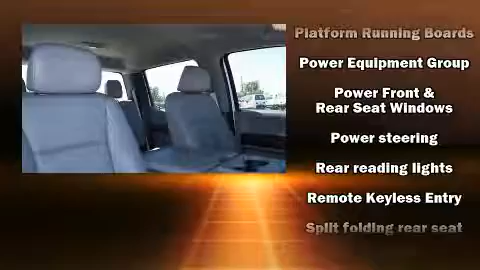 Platform Running Boards
Power Equipment Group
Power Front &
Rear Seat Windows
Power steering
Rear reading lights
Remote Keyless Entry
Split folding rear seat